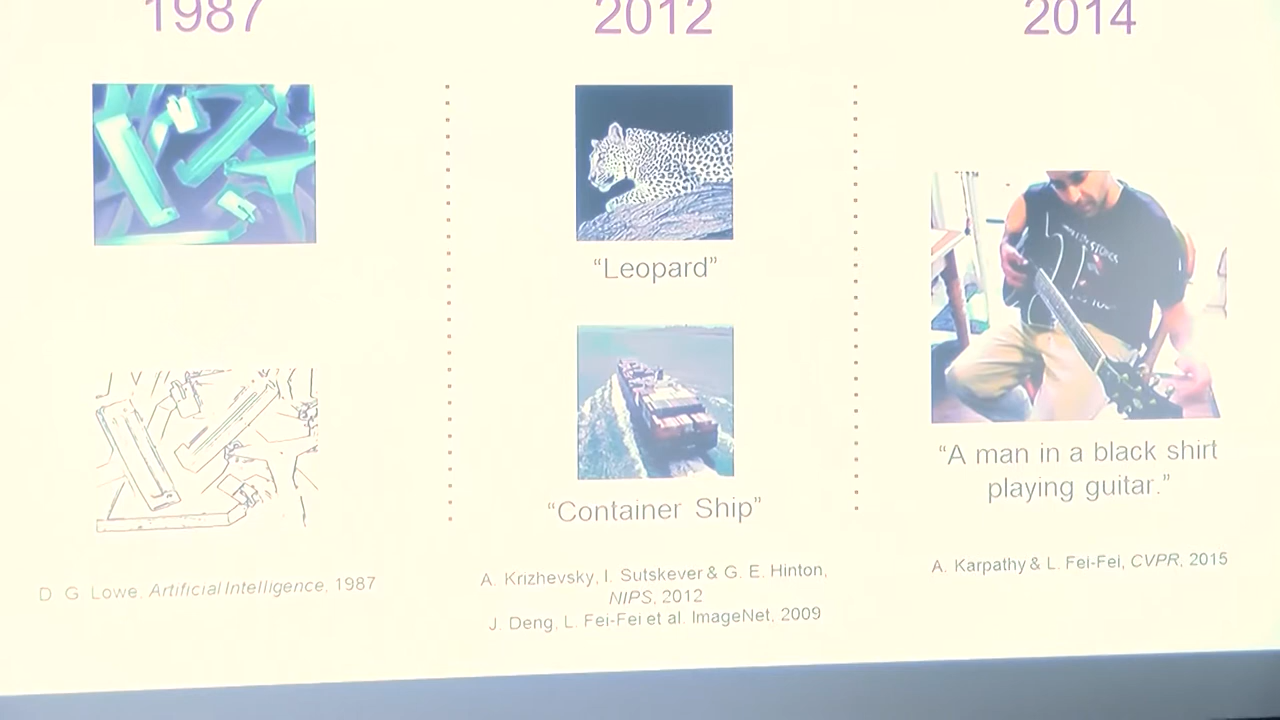 1987
D. G. Lowe, Artificial Intelligence, 1987
2012
“Leopard”
“Container Ship”
A. Krizhevsky, I. Sutskever & G. E. Hinton,
NIPS, 2012
J. Deng, L. Fei-Fei et al. ImageNet, 2009
2014
“A man in a black shirt
playing guitar.”
A. Karpathy & L. Fei-Fei, CVPR, 2015